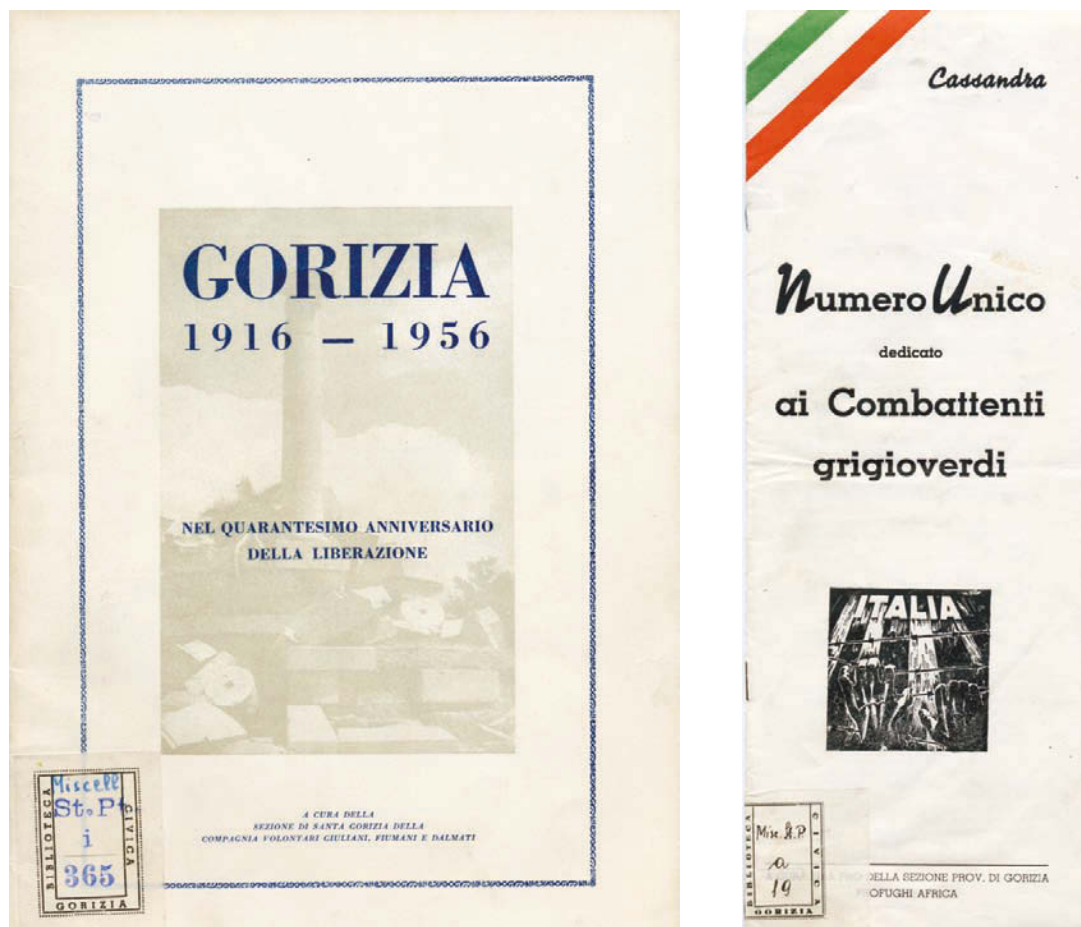 GORIZIA
1916 — 1956
NEL QUARANTESIMO ANNIVERSARIO
DELLA LIBERAZIONE
A CURA DELLA
SEZIONE DI SANTA GORIZIA DELLA
COMPAGNIA VOLONTARI GIULIANI, FIUMANI E DALMATI
BIBLIOTECA
CIVICA
GORIZIA
Miscell
St. Pt
i
365
Cassandra
Numero Unico
dedicato
ai Combattenti
grigioverdi
ITALIA
BIBLIOTECA
CIVICA
GORIZIA
Misc. St. P.
a
19
DELLA SEZIONE PROV. DI GORIZIA
PROFUGHI AFRICA